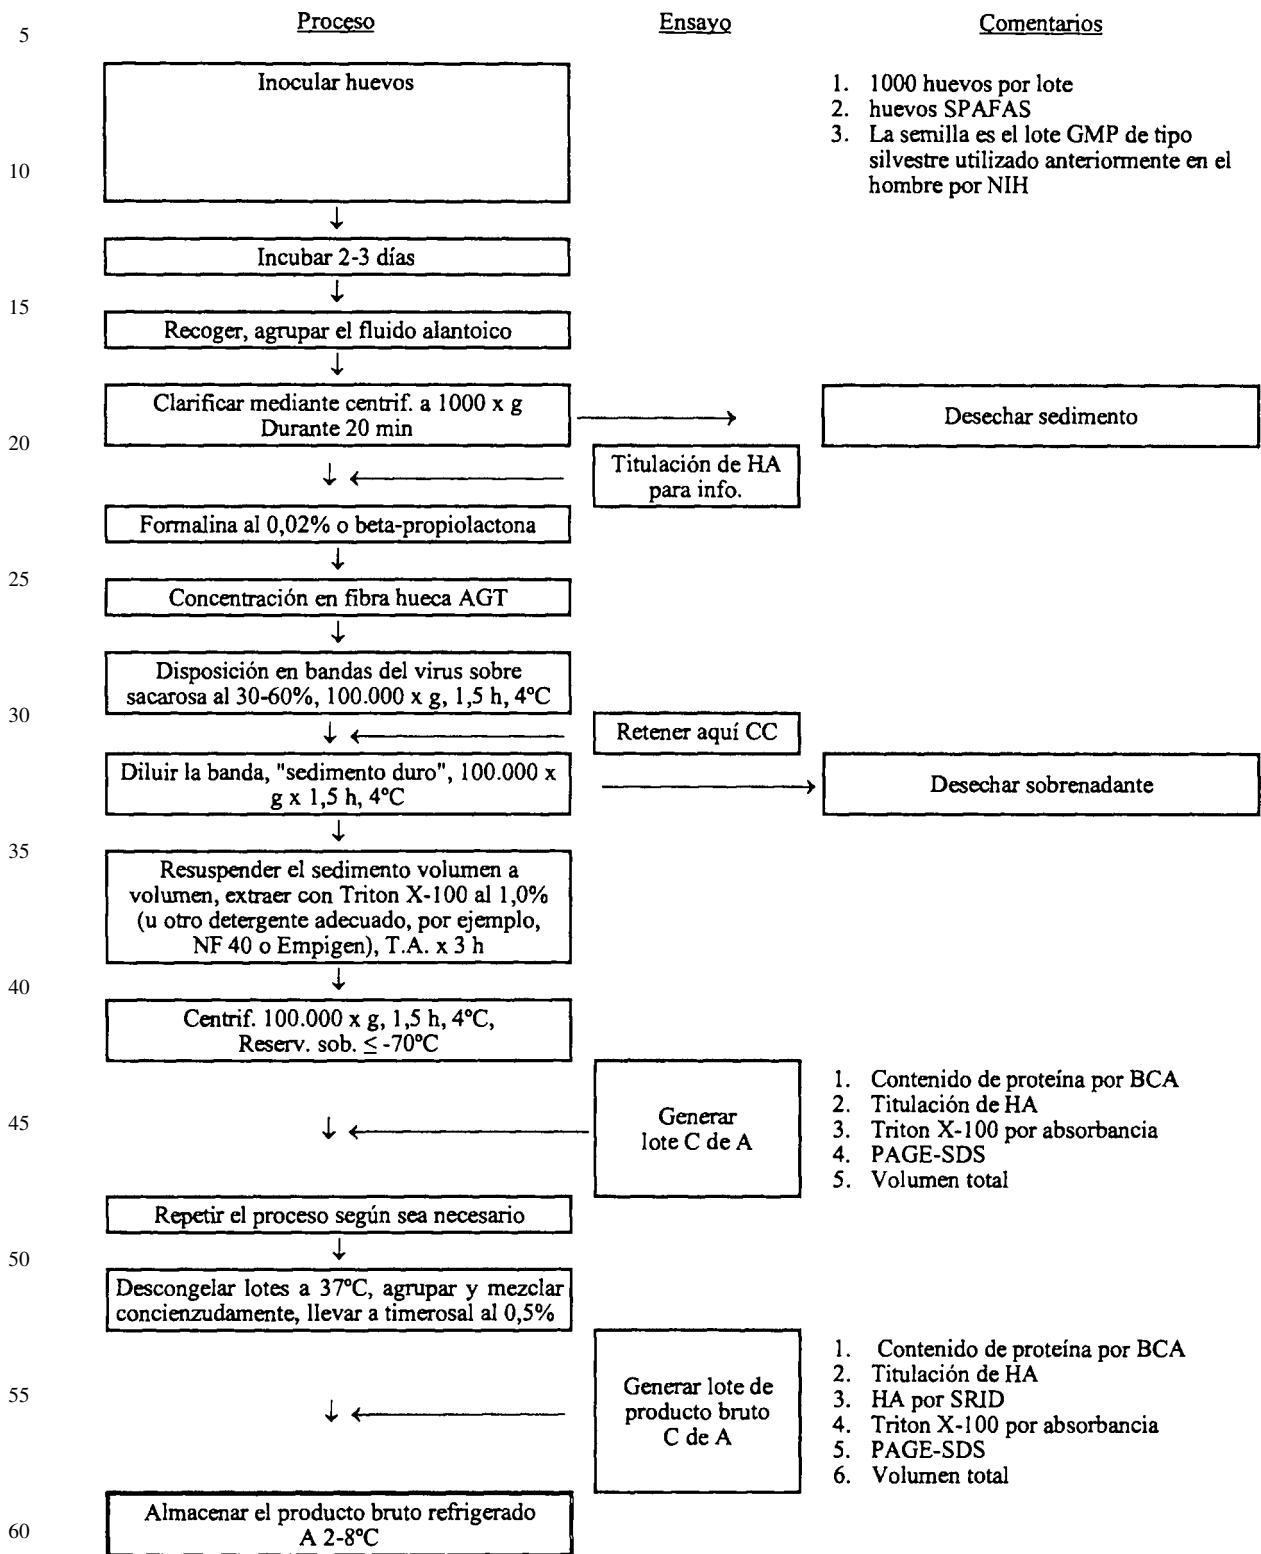 Proceso
Ensayo
Comentarios
5
Inocular huevos
1. 1000 huevos por lote
2. huevos SPAFAS
3. La semilla es el lote GMP de tipo
silvestre utilizado anteriormente en el
hombre por NIH
10
Incubar 2-3 días
15
Recoger, agrupar el fluido alantoico
Clarificar mediante centrif. a 1000 x g
Durante 20 min
Desechar sedimento
20
Titulación de HA
para info.
Formalina al 0,02% o beta-propiolactona
25
Concentración en fibra hueca AGT
Disposición en bandas del virus sobre
sacarosa al 30-60%, 100.000 x g, 1,5 h, 4ºC
30
Retener aquí CC
Diluir la banda, "sedimento duro", 100.000 x
g x 1,5 h, 4ºC
Desechar sobrenadante
35
Resuspender el sedimento volumen a
volumen, extraer con Triton X-100 al 1,0%
(u otro detergente adecuado, por ejemplo,
NF 40 o Empigen), T.A. x 3 h
40
Centrif. 100.000 x g, 1,5 h, 4ºC,
Reserv. sob. ≤ -70ºC
45
Generar
lote C de A
1. Contenido de proteína por BCA
2. Titulación de HA
3. Triton X-100 por absorbancia
4. PAGE-SDS
5. Volumen total
Repetir el proceso según sea necesario
50
Descongelar lotes a 37ºC, agrupar y mezclar
concienzudamente, llevar a timerosal al 0,5%
55
Generar lote de
producto bruto
C de A
1. Contenido de proteína por BCA
2. Titulación de HA
3. HA por SRID
4. Triton X-100 por absorbancia
5. PAGE-SDS
6. Volumen total
Almacenar el producto bruto refrigerado
A 2-8ºC
60